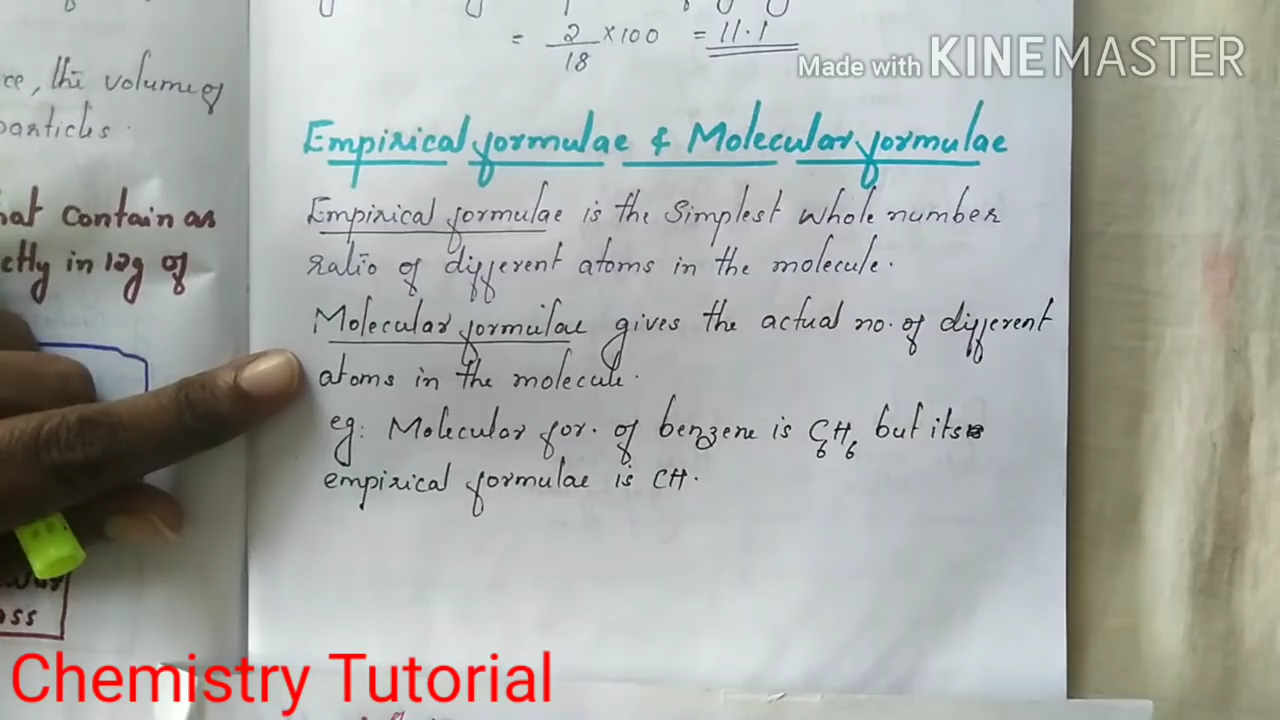 = 2/18 ×100 = 11.1
Made with KINEMASTER
ce, the volume of
particles.
hat contain as
ctly in 12g of
ss
Empirical formulae & Molecular formulae
Empirical formulae is the simplest whole number
ratio of different atoms in the molecule.
Molecular formulae gives the actual no. of different
atoms in the molecule.
eg: Molecular for. of benzene is C6H6 but its
empirical formulae is CH.
Chemistry Tutorial